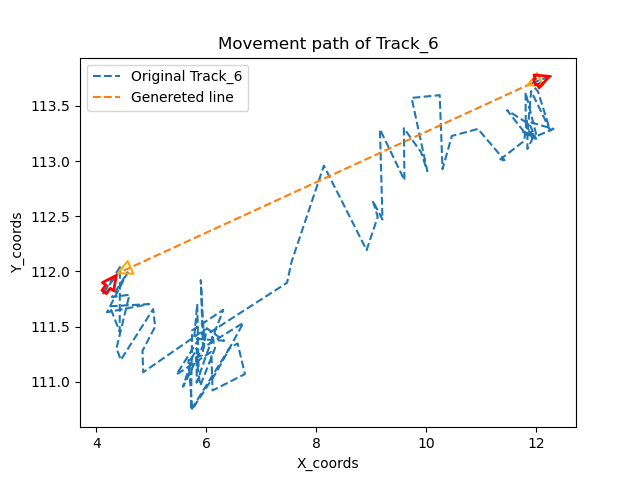 Movement path of Track_6
Original Track_6
Genereted line
Y_coords
113.5
113.0
112.5
112.0
111.5
111.0
4 6 8 10 12
X_coords